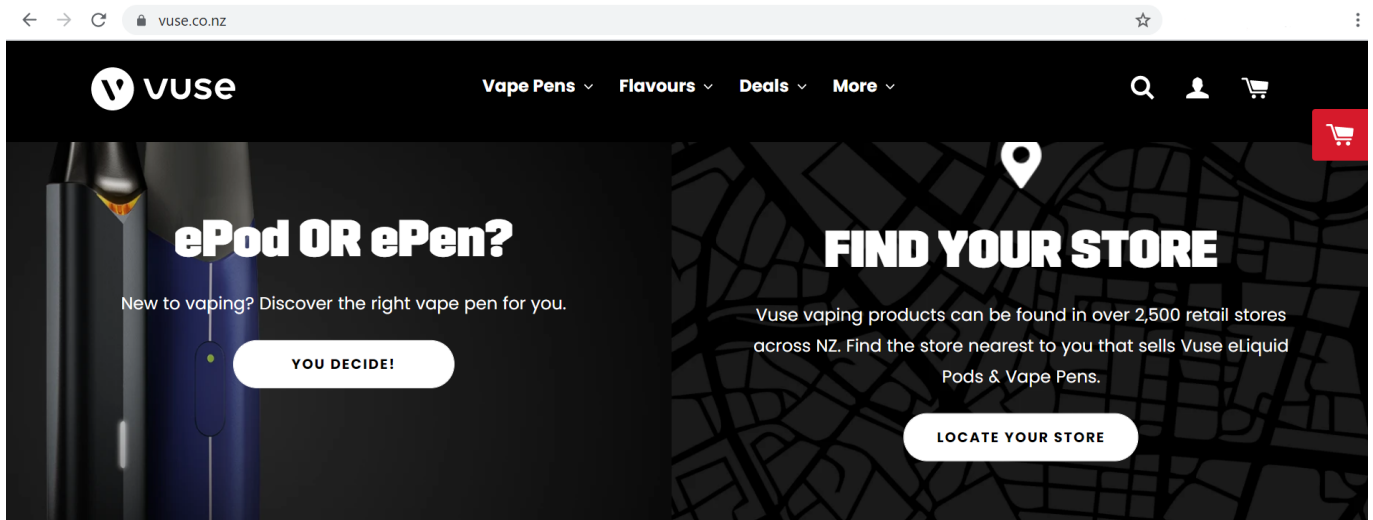 vuse.co.nz
vuse
Vape Pens Flavours Deals More
ePod OR ePen?
New to vaping? Discover the right vape pen for you.
YOU DECIDE!
FIND YOUR STORE
Vuse vaping products can be found in over 2,500 retail stores
across NZ. Find the store nearest to you that sells Vuse eLiquid
Pods & Vape Pens.
LOCATE YOUR STORE